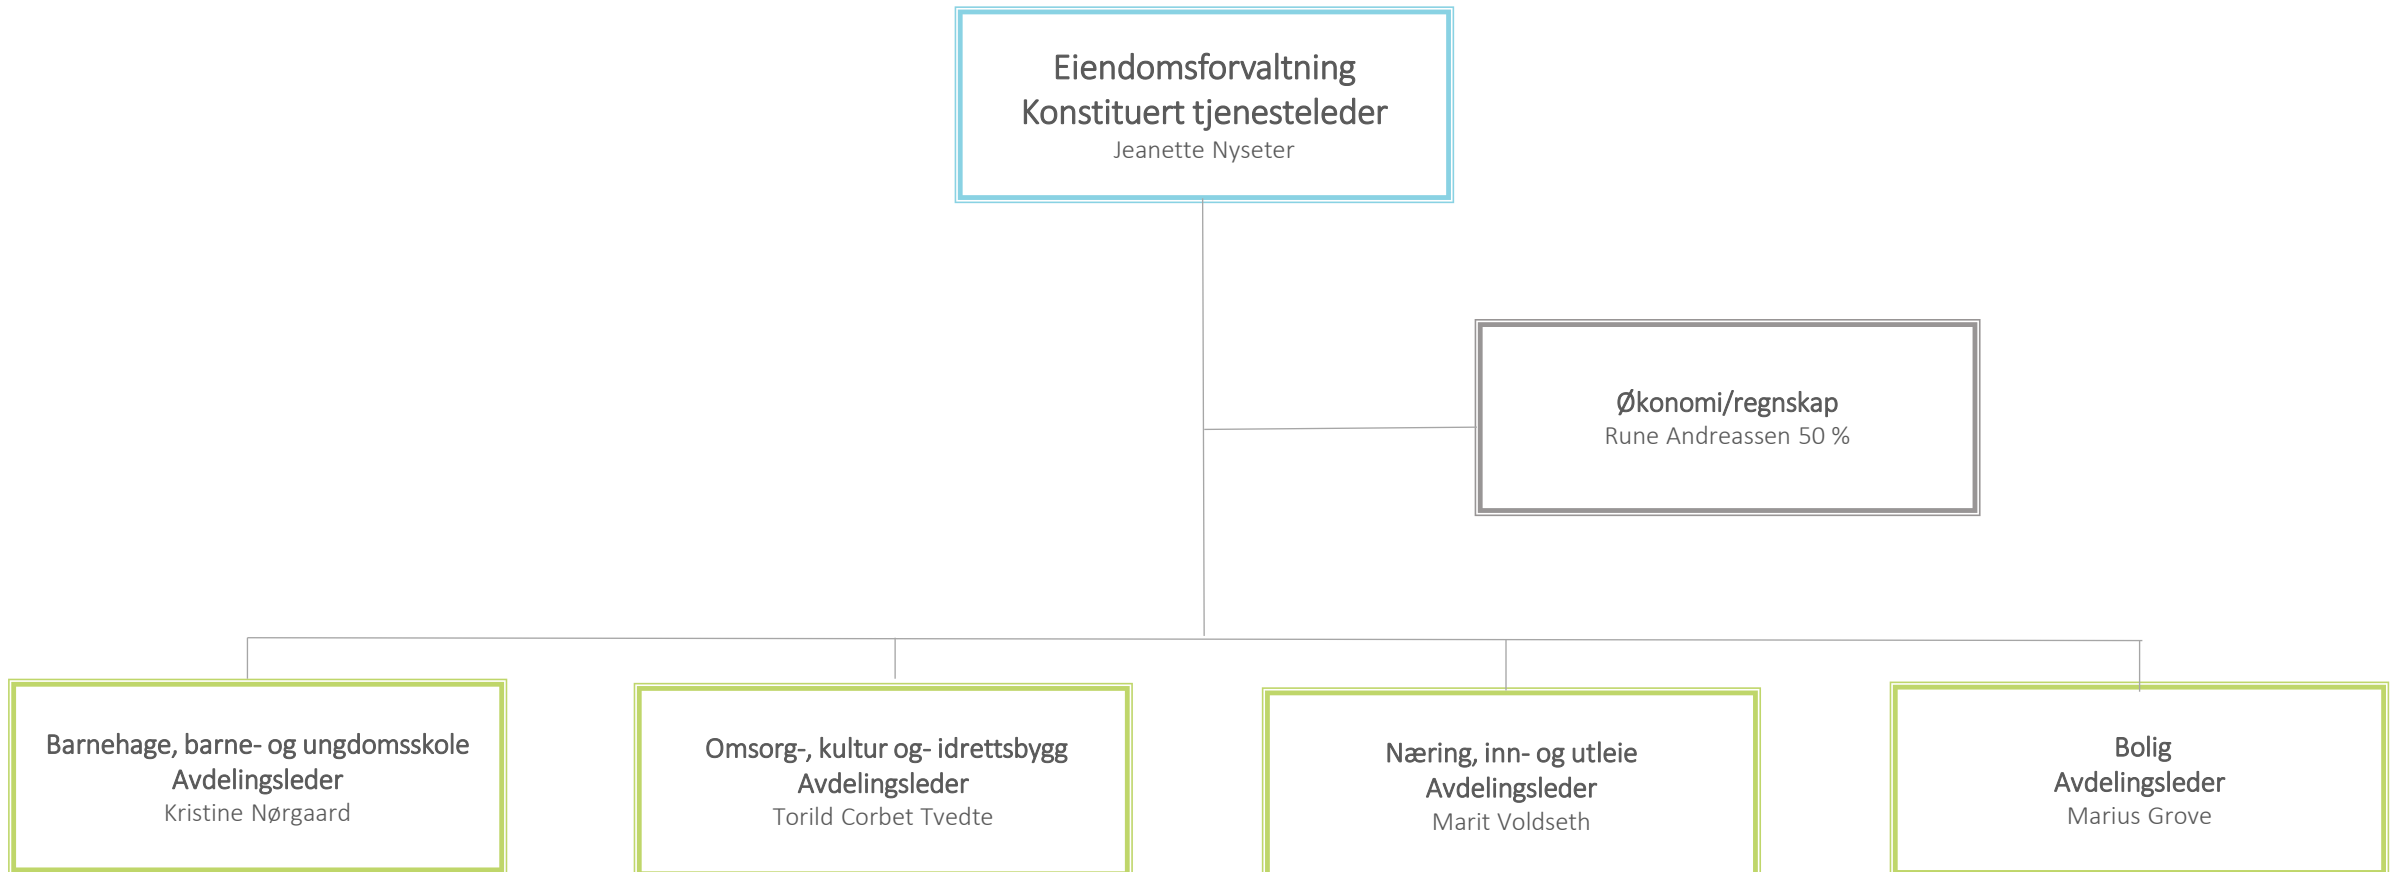 Eiendomsforvaltning
Konstituert tjenesteleder
Jeanette Nyseter
Økonomi/regnskap
Rune Andreassen 50 %
Barnehage, barne- og ungdomsskole
Avdelingsleder
Kristine Nørgaard
Omsorg-, kultur og- idrettsbygg
Avdelingsleder
Torild Corbet Tvedte
Næring, inn- og utleie
Avdelingsleder
Marit Voldseth
Bolig
Avdelingsleder
Marius Grove